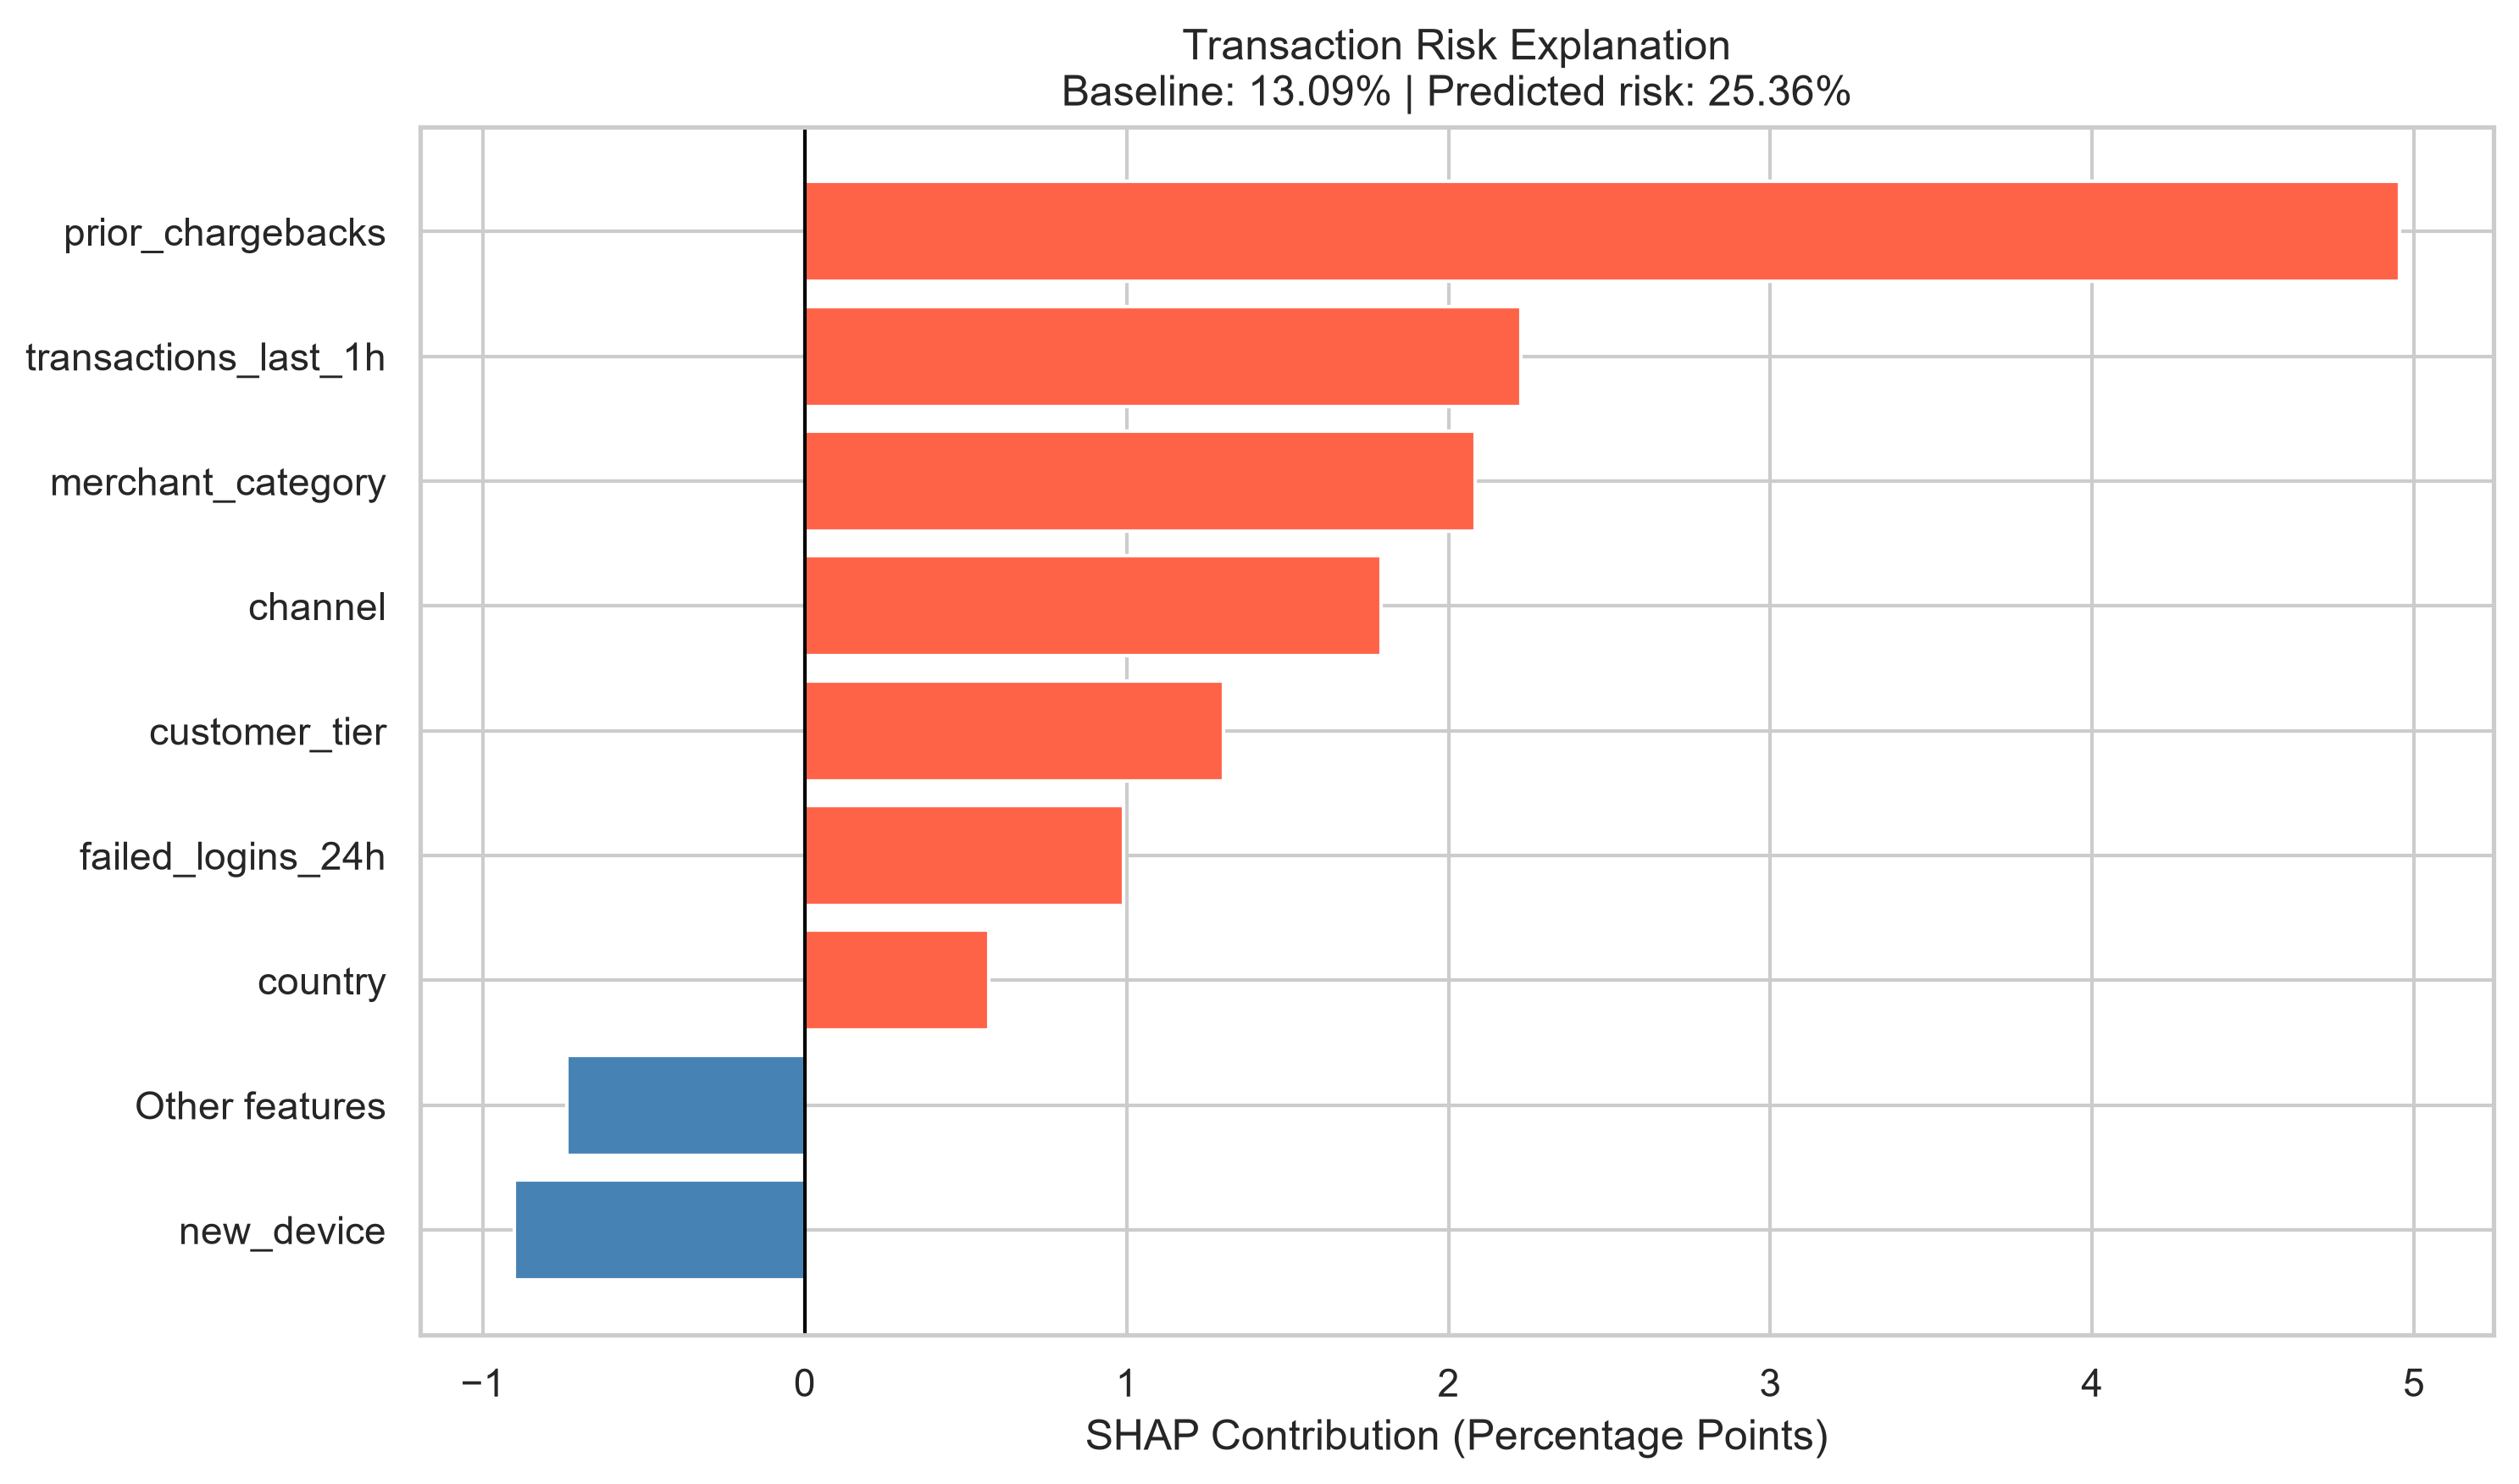 Transaction Risk Explanation
Baseline: 13.09% | Predicted risk: 25.36%
prior_chargebacks
transactions_last_1h
merchant_category
channel
customer_tier
failed_logins_24h
country
Other features
new_device
−1 0 1 2 3 4 5
SHAP Contribution (Percentage Points)